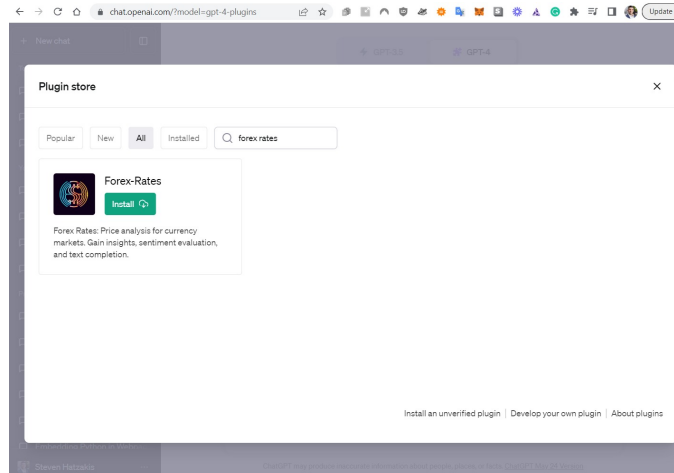 chat.openai.com/?model=gpt-4-plugins
Update
New chat
GPT-3.5
GPT-4
Plugin store
Popular
New
All
Installed
forex rates
Forex-Rates
Install
Forex Rates: Price analysis for currency
markets. Gain insights, sentiment evaluation,
and text completion.
Install an unverified plugin | Develop your own plugin | About plugins
Steven Hatzakis